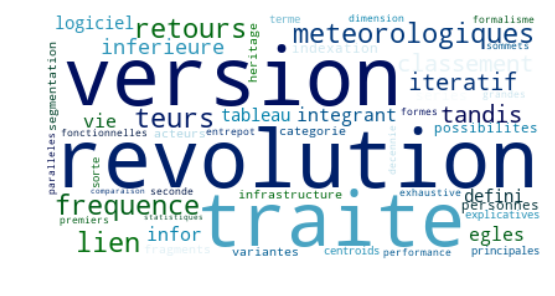 logiciel retours terme dimension formalisme
inferieure heritage meteorologiques
indexation sommets
version classement
segmentation iteratif
grandes
vie teurs tableau integrant formes tandis
fonctionnelles acteurs entrepot categorie possibilites
revolution
paralleles sorte decennie
comparaison seconde infrastructure exhaustive defini
frequence traite personnes
premiers statistiques explicatives
lien infor egles
fragments variantes centroids performance principales